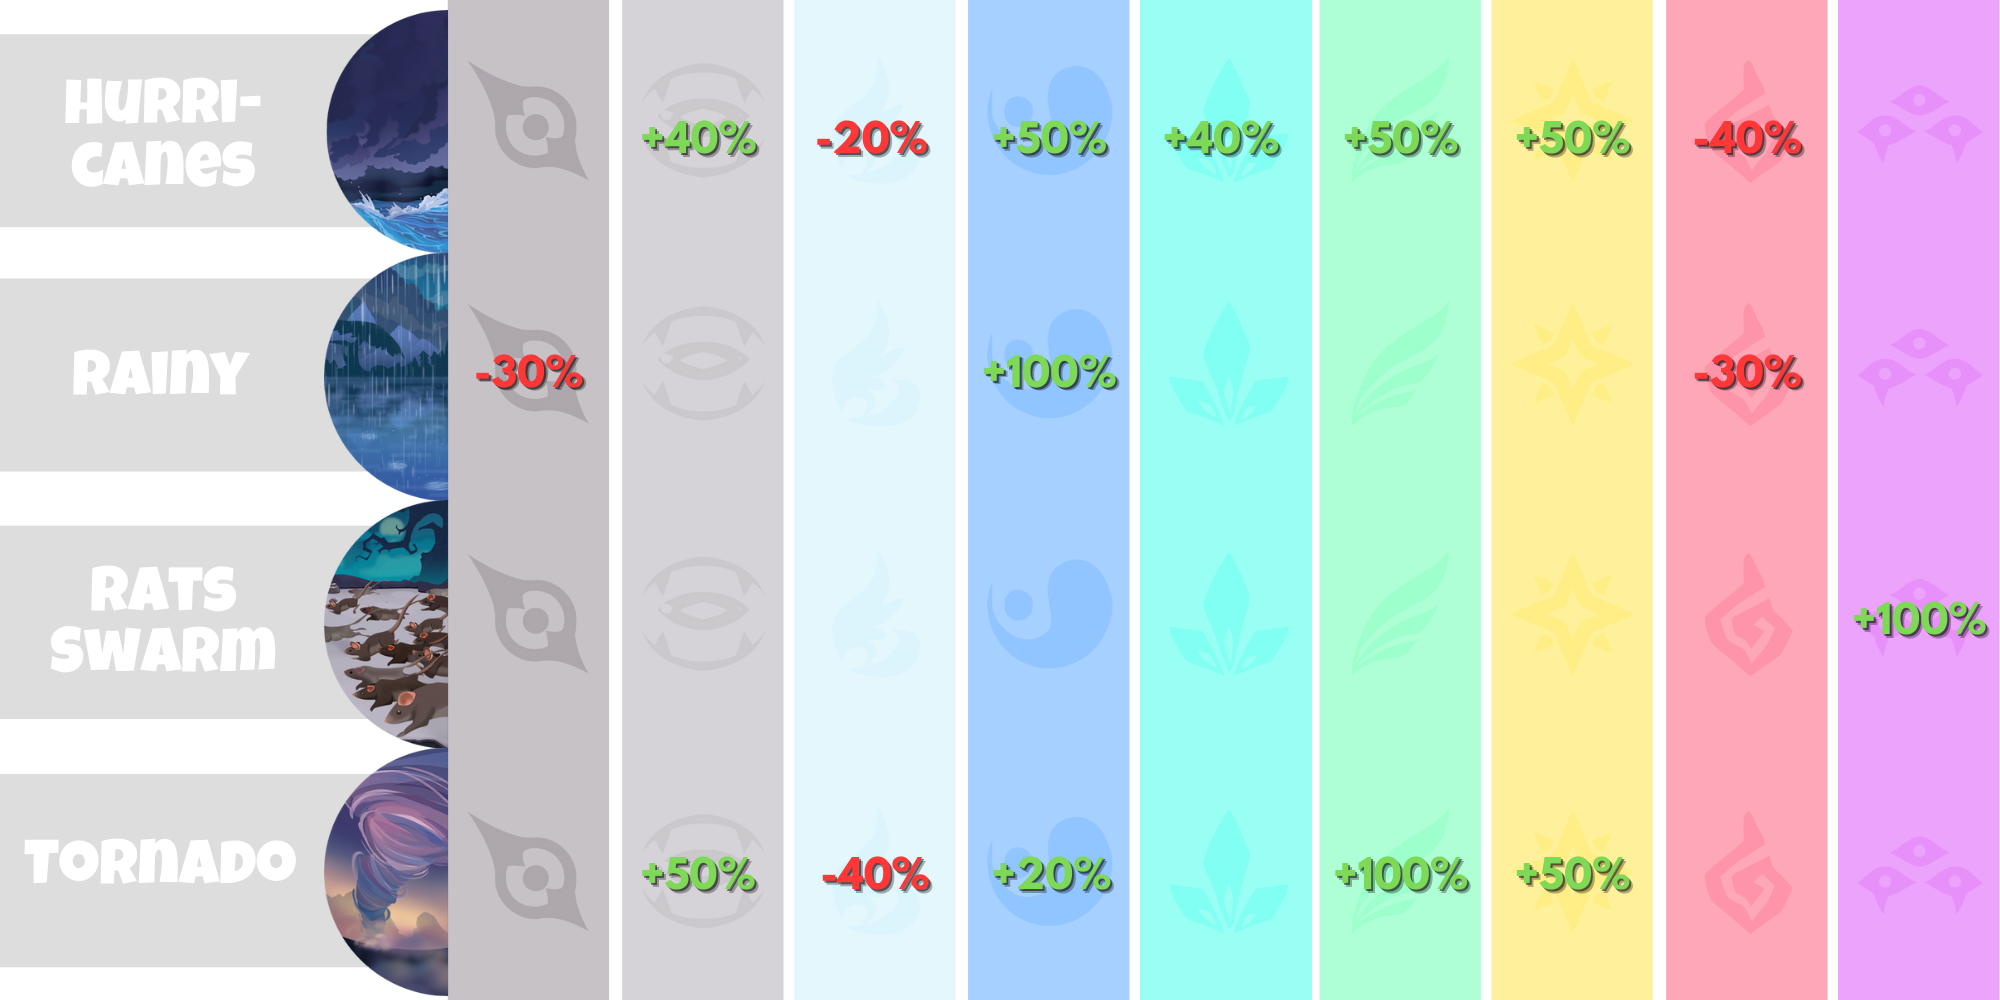 HURRI-
CANES
+40% -20% +50% +40% +50% +50% -40%
RAINY
-30% +100% -30%
RATS
SWARM
+100%
TORNADO
+50% -40% +20% +100% +50%